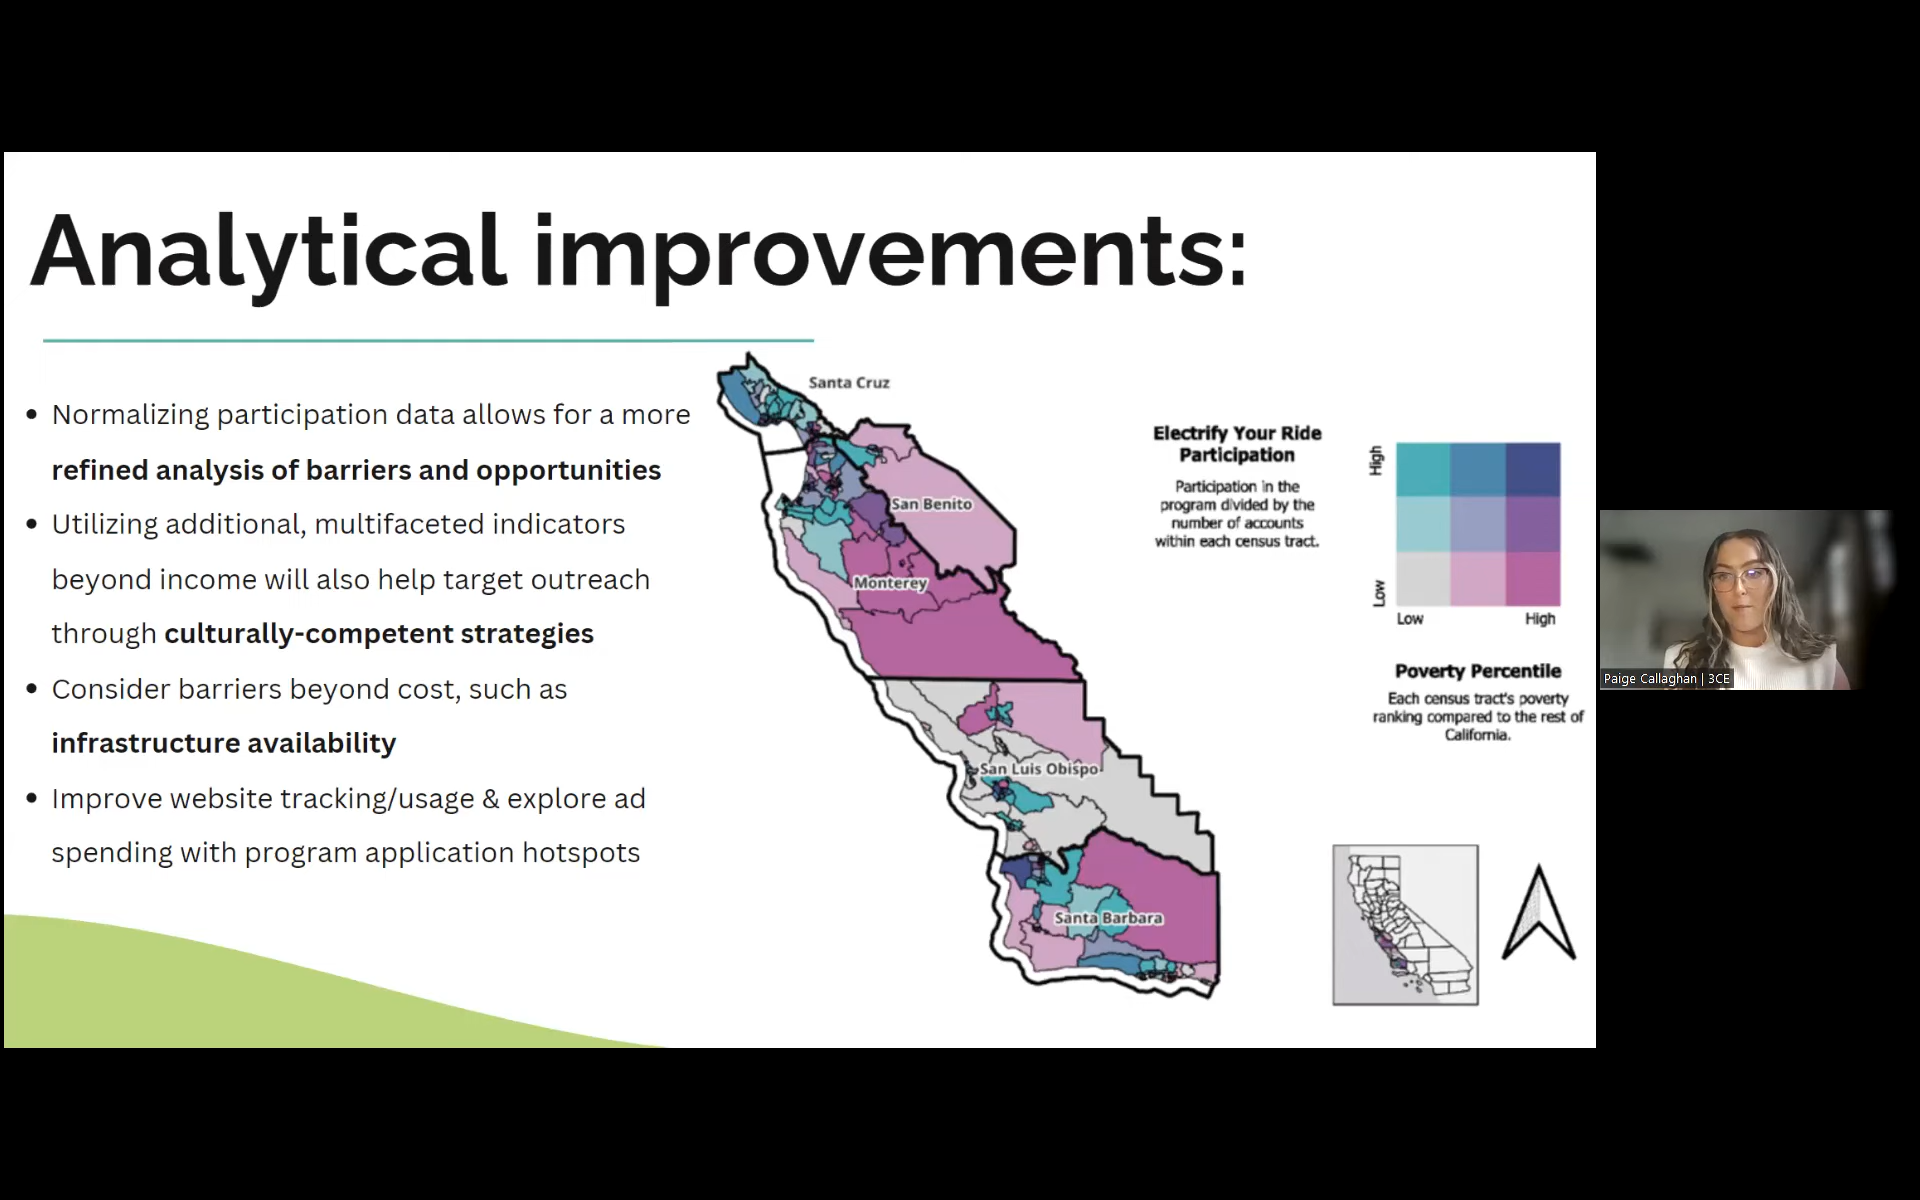 Analytical improvements:
• Normalizing participation data allows for a more
refined analysis of barriers and opportunities
• Utilizing additional, multifaceted indicators
beyond income will also help target outreach
through culturally-competent strategies
• Consider barriers beyond cost, such as
infrastructure availability
• Improve website tracking/usage & explore ad
spending with program application hotspots
Santa Cruz
San Benito
Monterey
San Luis Obispo
Santa Barbara
Electrify Your Ride
Participation
Participation in the
program divided by the
number of accounts
within each census tract.
High
Low
Low
High
Poverty Percentile
Each census tract's poverty
ranking compared to the rest of
California.
Paige Callaghan | 3CE